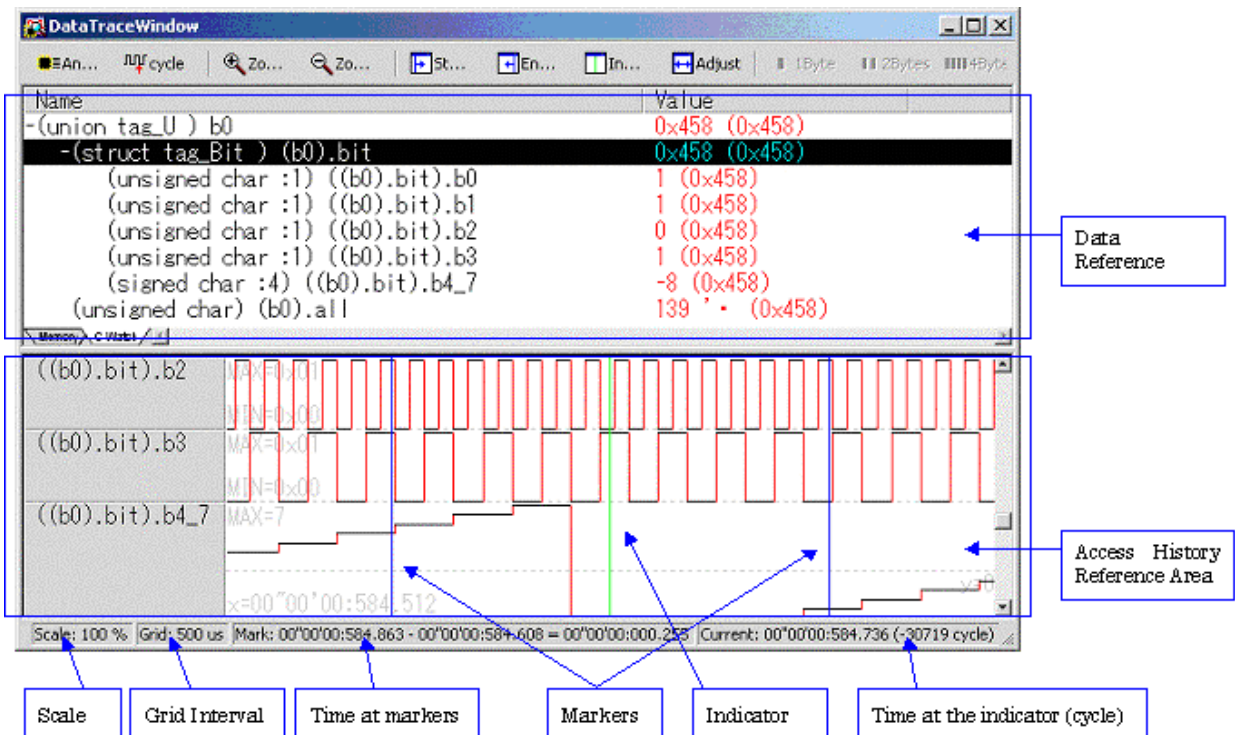 DataTraceWindow
An... cycle Zo... Zo... St... En... In... Adjust 1Byte 2Bytes 4Byte
Name Value
-(union tag_U ) b0 0x458 (0x458)
-(struct tag_Bit ) (b0).bit 0x458 (0x458)
(unsigned char :1) ((b0).bit).b0 1 (0x458)
(unsigned char :1) ((b0).bit).b1 1 (0x458)
(unsigned char :1) ((b0).bit).b2 0 (0x458)
(unsigned char :1) ((b0).bit).b3 1 (0x458)
(signed char :4) ((b0).bit).b4_7 -8 (0x458)
(unsigned char) (b0).all 139 '・ (0x458)
Data
Reference
Memory C Watch
((b0).bit).b2 MAX=0x01
MIN=0x00
((b0).bit).b3 MAX=0x01
MIN=0x00
((b0).bit).b4_7 MAX=7
x=00"00'00:584.512
Access History
Reference Area
Scale: 100 % Grid: 500 us Mark: 00"00'00:584.863 - 00"00'00:584.608 = 00"00'00:000.255 Current: 00"00'00:584.736 (-30719 cycle)
Scale
Grid Interval
Time at markers
Markers
Indicator
Time at the indicator (cycle)